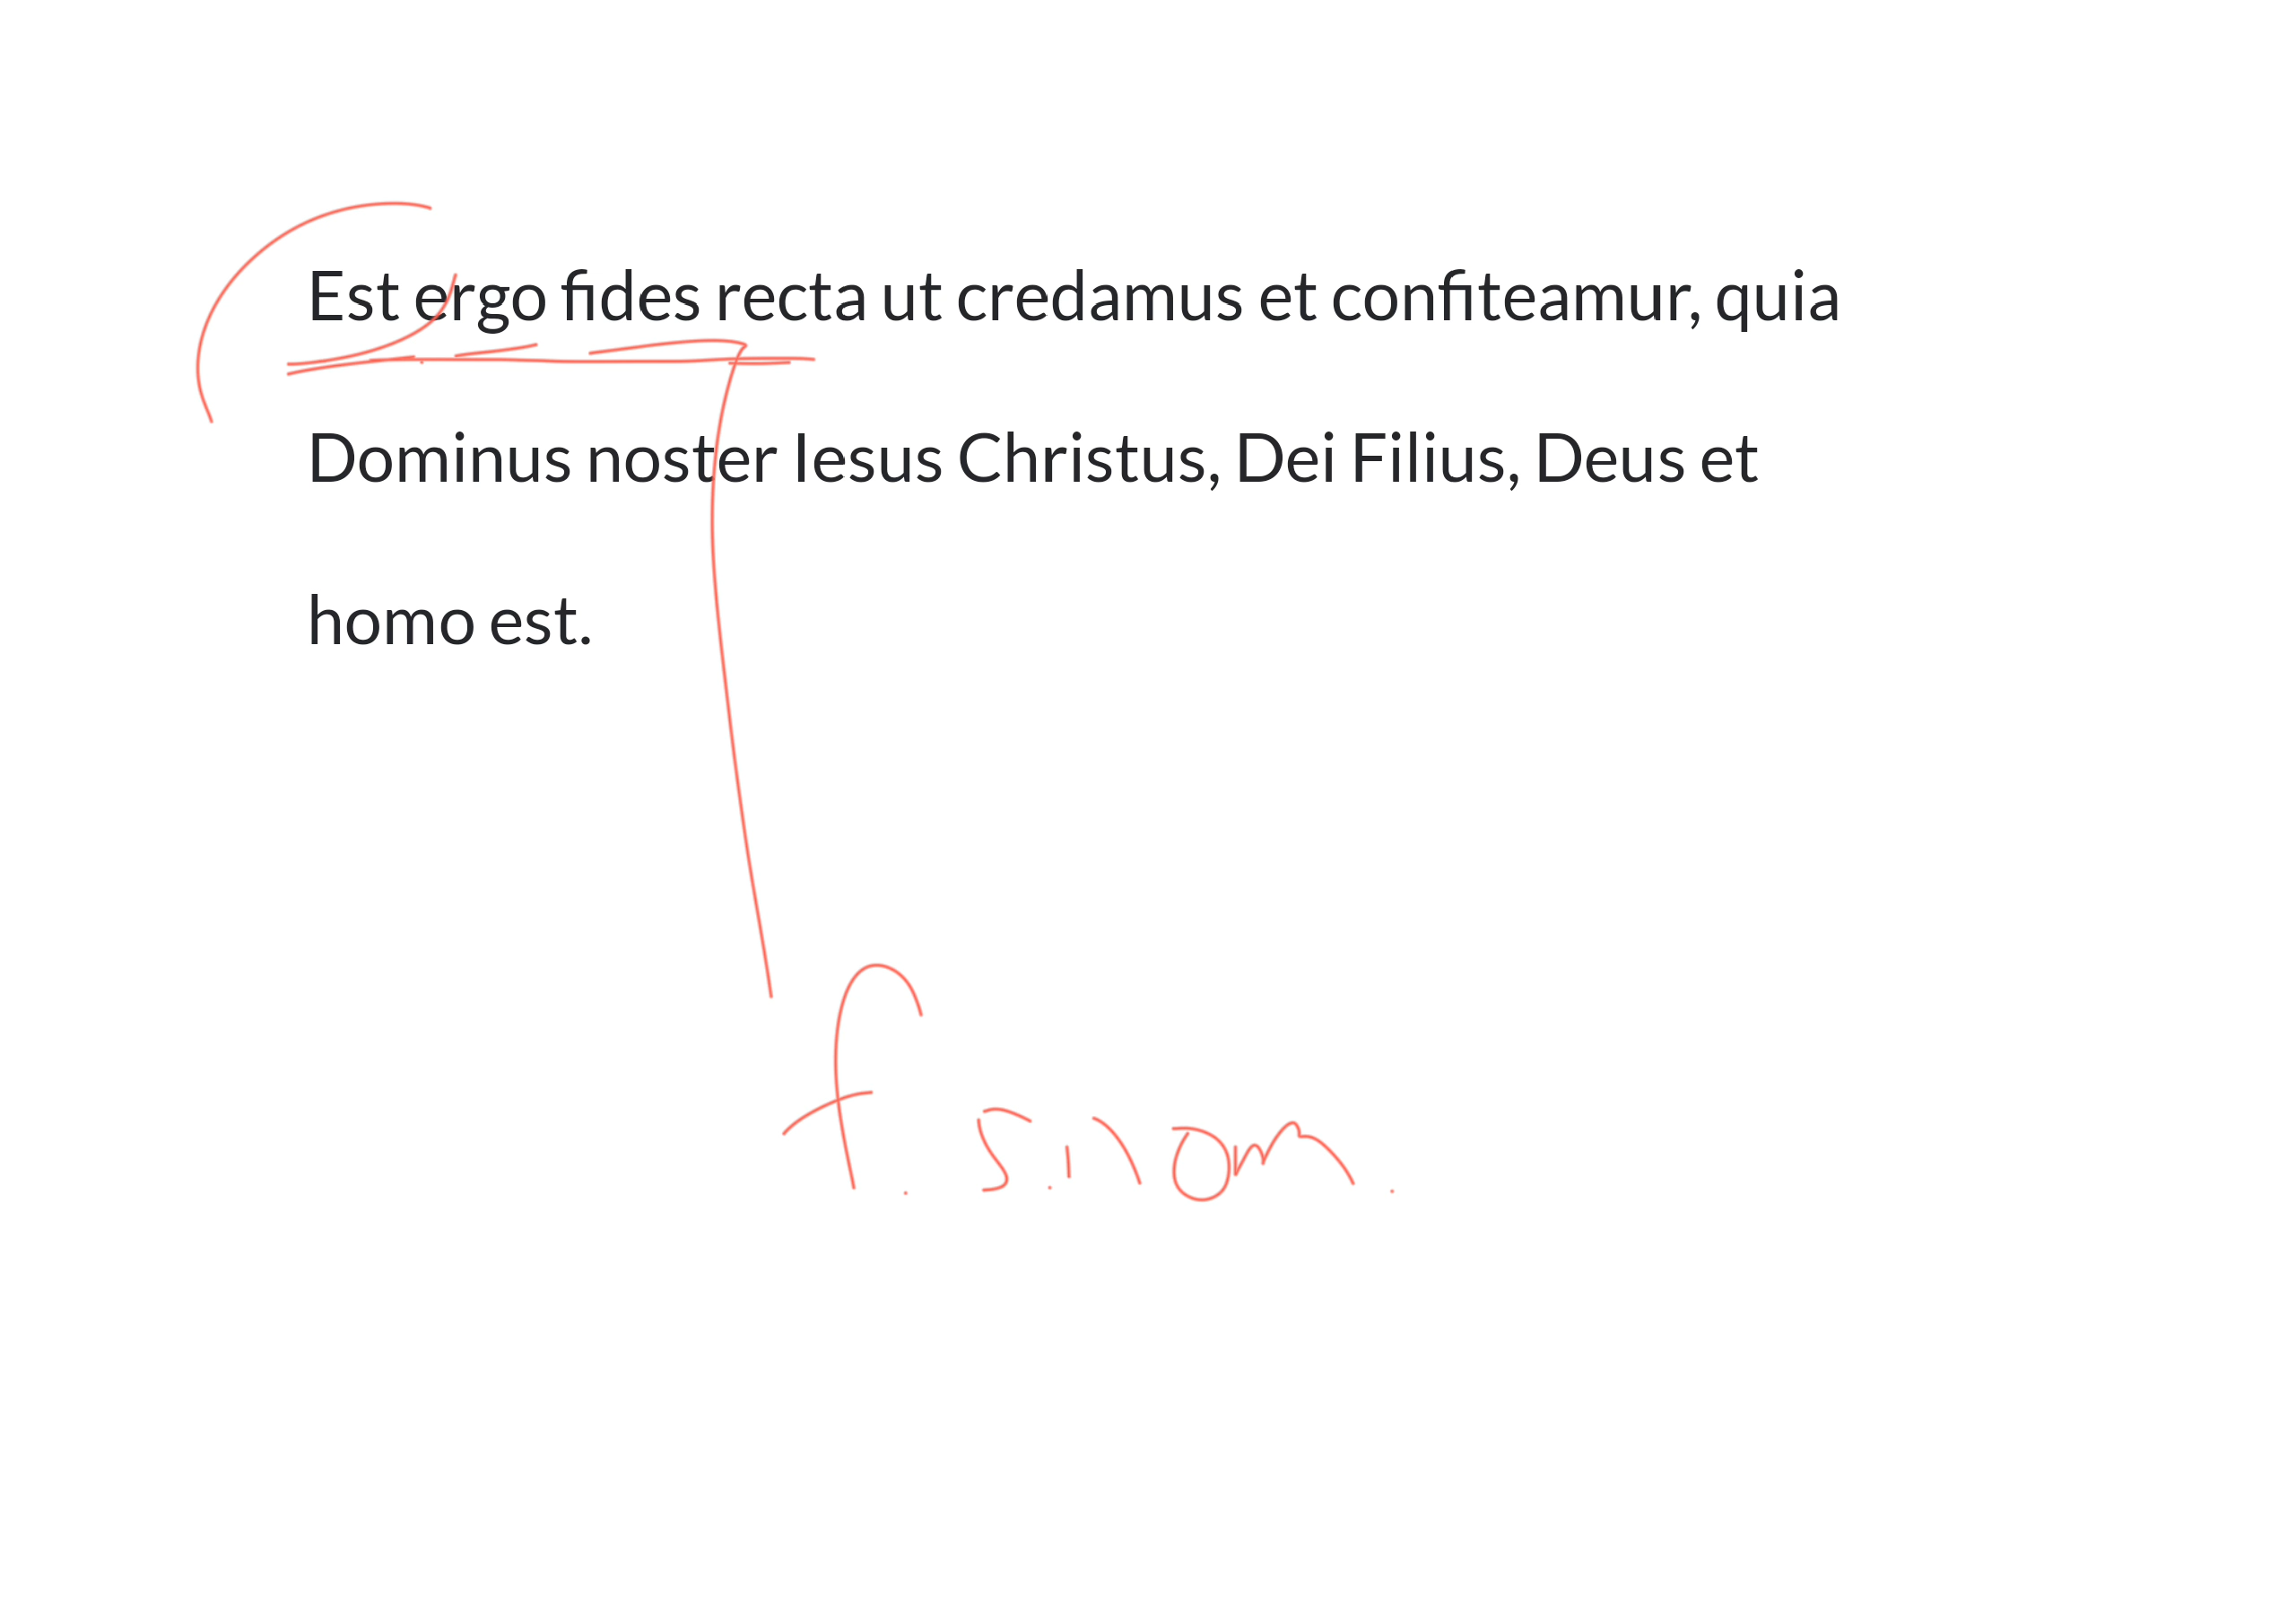 Est ergo fides recta ut credamus et confiteamur, quia
Dominus noster Iesus Christus, Dei Filius, Deus et
homo est.
f. s. nom.